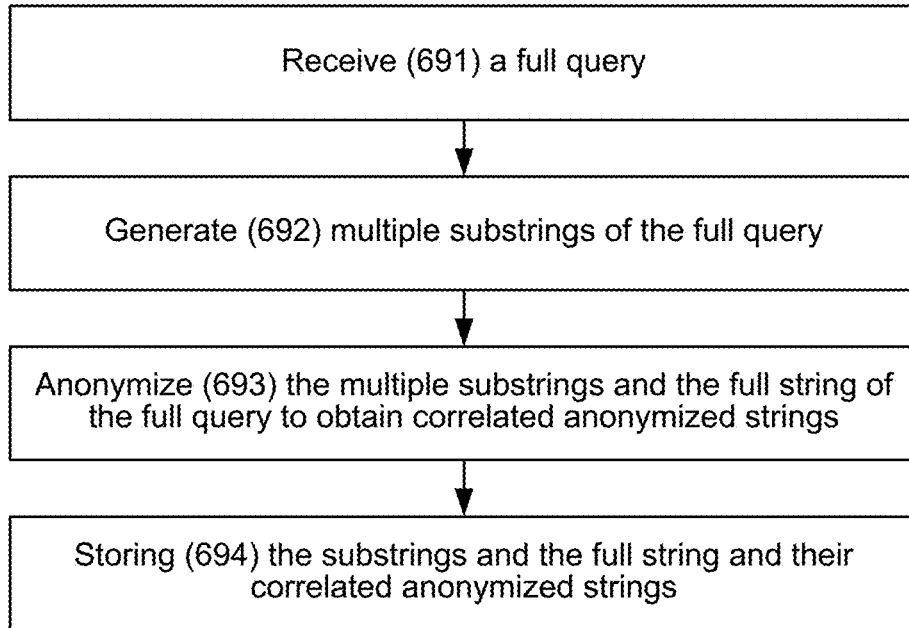 Receive (691) a full query
Generate (692) multiple substrings of the full query
Anonymize (693) the multiple substrings and the full string of
the full query to obtain correlated anonymized strings
Storing (694) the substrings and the full string and their
correlated anonymized strings